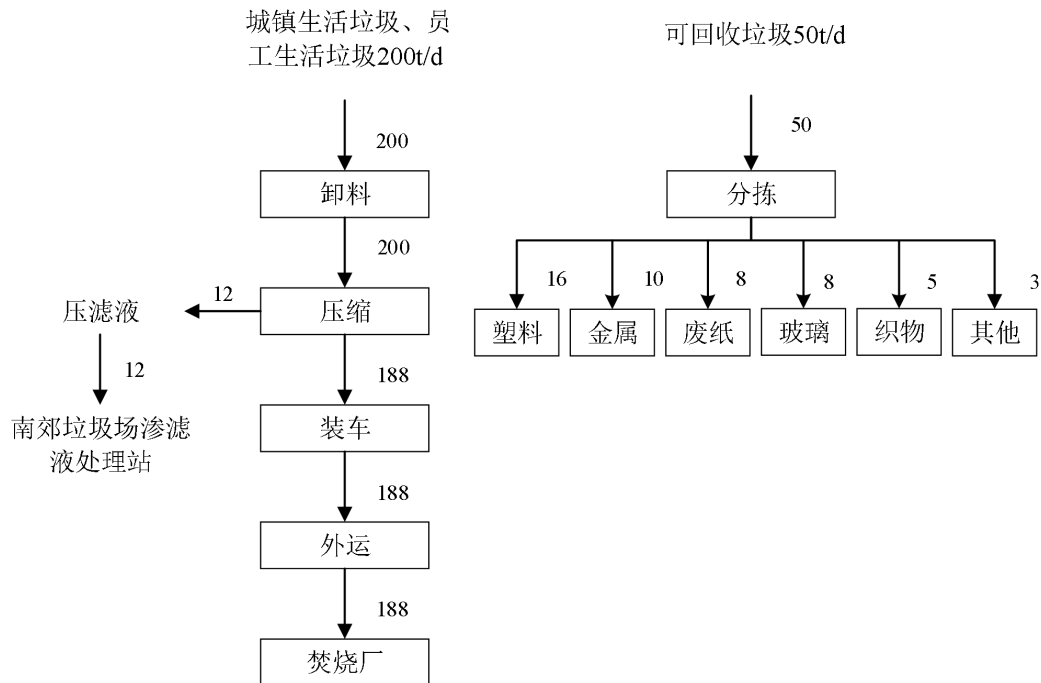 城镇生活垃圾、员
工生活垃圾200t/d
200
卸料
200
压缩
12
压滤液
12
南郊垃圾场渗滤
液处理站
188
装车
188
外运
188
焚烧厂
可回收垃圾50t/d
50
分拣
16
10
8
8
5
3
塑料
金属
废纸
玻璃
织物
其他